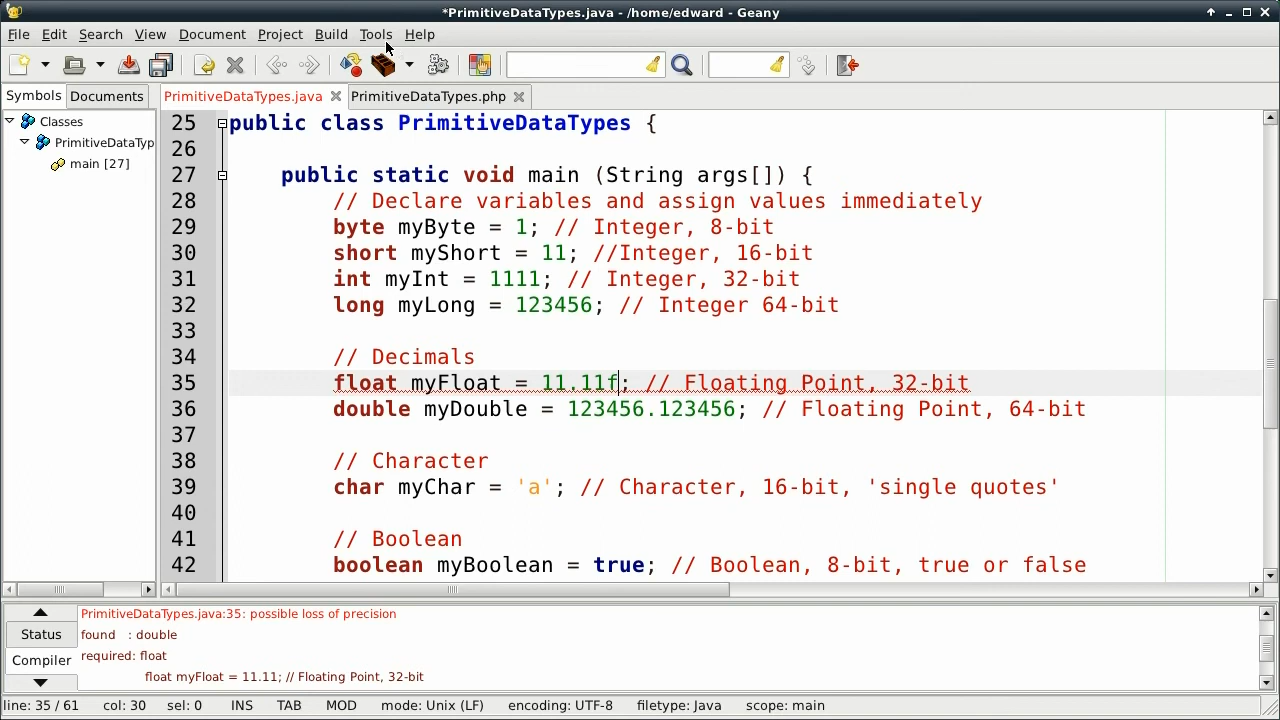 *PrimitiveDataTypes.java - /home/edward - Geany
File Edit Search View Document Project Build Tools Help
Symbols Documents PrimitiveDataTypes.java PrimitiveDataTypes.php
Classes
PrimitiveDataTyp
main [27]
25 public class PrimitiveDataTypes {
26
27 public static void main (String args[]) {
28 // Declare variables and assign values immediately
29 byte myByte = 1; // Integer, 8-bit
30 short myShort = 11; //Integer, 16-bit
31 int myInt = 1111; // Integer, 32-bit
32 long myLong = 123456; // Integer 64-bit
33
34 // Decimals
35 float myFloat = 11.11f; // Floating Point, 32-bit
36 double myDouble = 123456.123456; // Floating Point, 64-bit
37
38 // Character
39 char myChar = 'a'; // Character, 16-bit, 'single quotes'
40
41 // Boolean
42 boolean myBoolean = true; // Boolean, 8-bit, true or false
Status
Compiler
PrimitiveDataTypes.java:35: possible loss of precision
found : double
required: float
float myFloat = 11.11; // Floating Point, 32-bit
line: 35 / 61 col: 30 sel: 0 INS TAB MOD mode: Unix (LF) encoding: UTF-8 filetype: Java scope: main